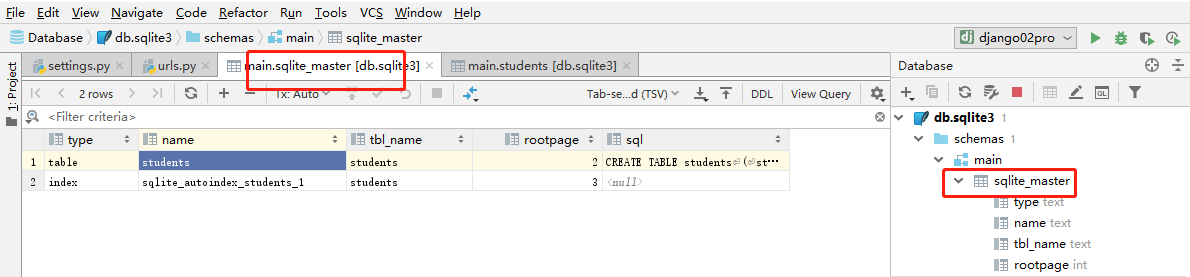 File Edit View Navigate Code Refactor Run Tools VCS Window Help
Database db.sqlite3 schemas main sqlite_master django02pro
settings.py urls.py main.sqlite_master [db.sqlite3] main.students [db.sqlite3] Database
1: Project
2 rows Tx: Auto Tab-se...d (TSV) DDL View Query
<Filter criteria>
type name tbl_name rootpage sql
1 table students students 2 CREATE TABLE students (st...
2 index sqlite_autoindex_students_1 students 3 <null>
db.sqlite3 1
schemas 1
main
sqlite_master
type text
name text
tbl_name text
rootpage int